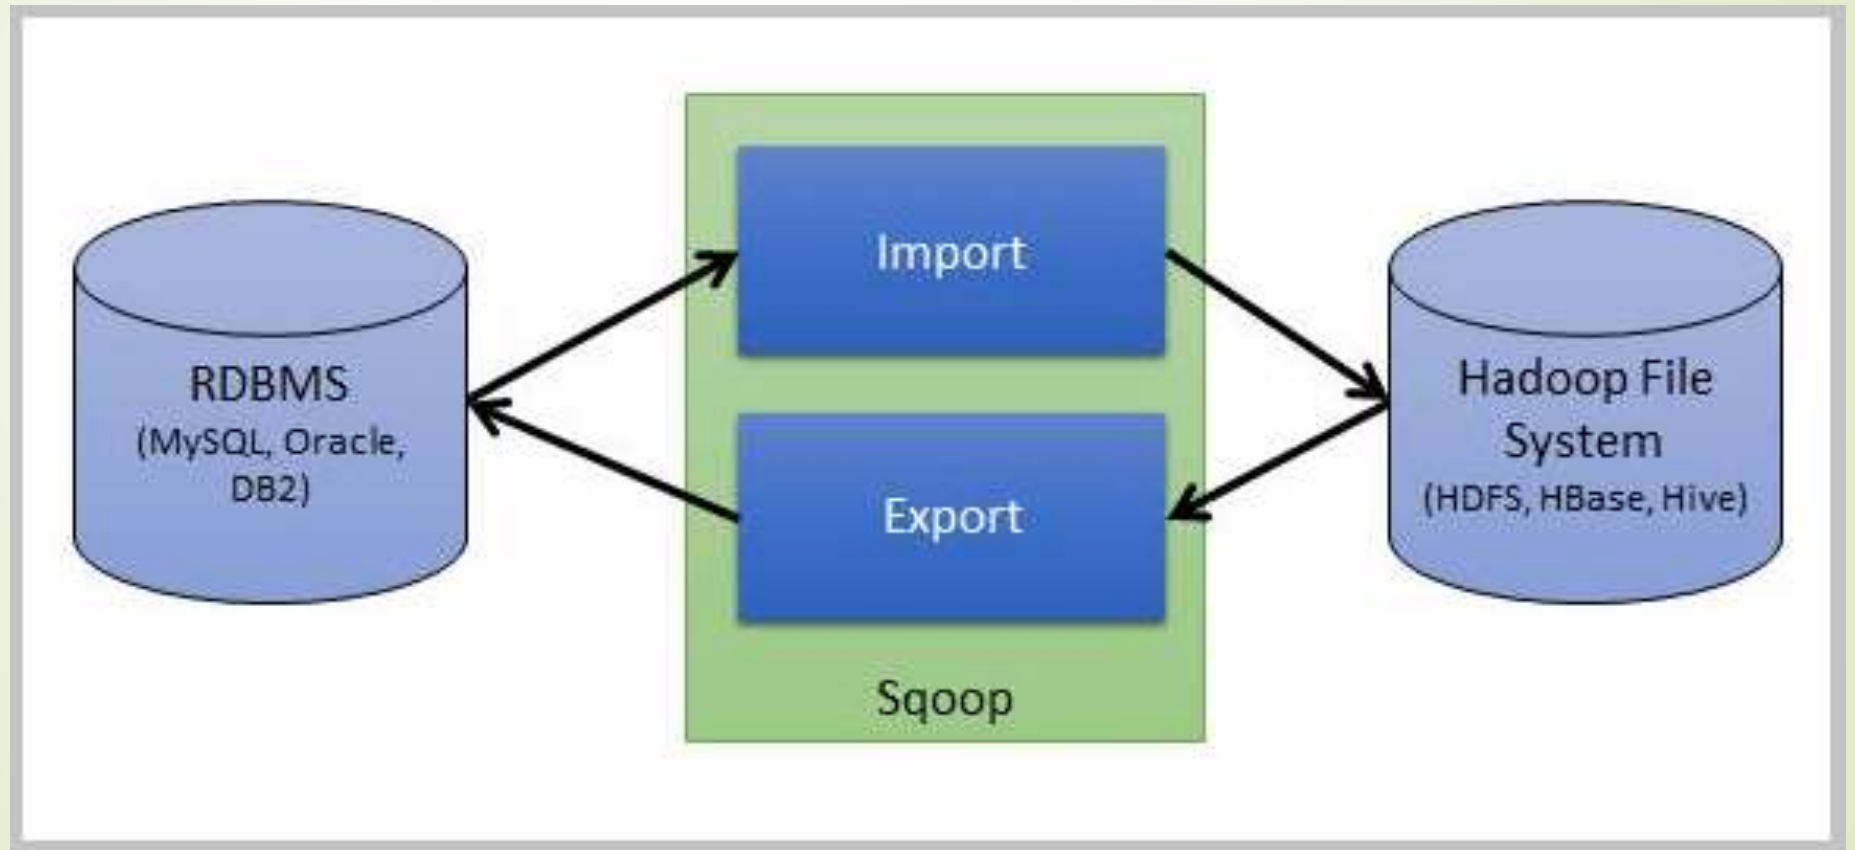 RDBMS
(MySQL, Oracle,
DB2)
Import
Export
Sqoop
Hadoop File
System
(HDFS, HBase, Hive)